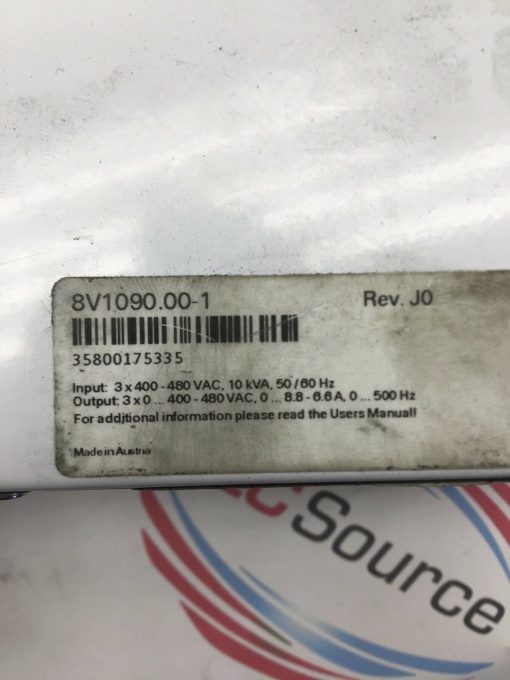 8V1090.00-1 Rev. J0
35800175335
Input: 3 x 400 - 480 VAC, 10 kVA, 50 / 60 Hz
Output: 3 x 0 ... 400 - 480 VAC, 0 ... 8.8 - 6.6 A, 0 ... 500 Hz
For additional information please read the Users Manual!
Made in Austria
Source